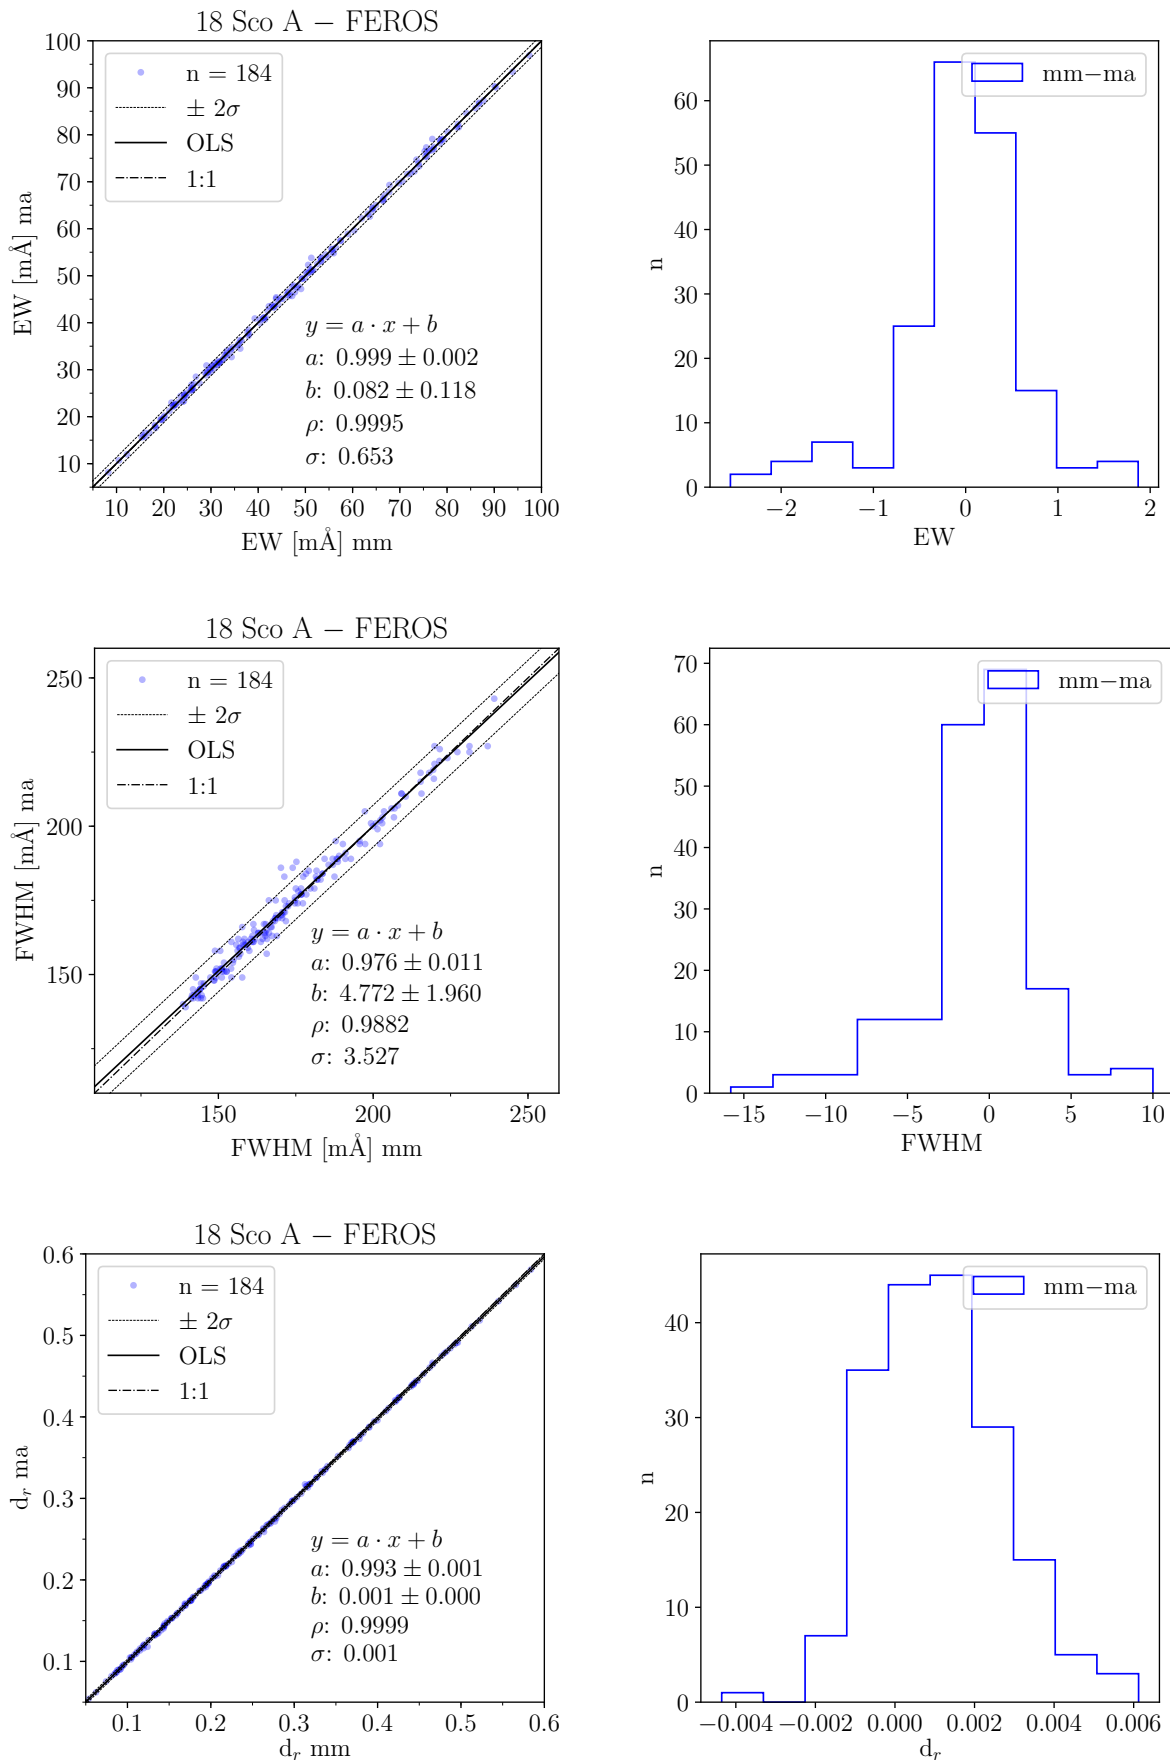 18 Sco A − FEROS
100
90
80
70
60
50
40
30
20
10
EW [mÅ] ma
n = 184
± 2σ
OLS
1:1
y = a · x + b
a: 0.999 ± 0.002
b: 0.082 ± 0.118
ρ: 0.9995
σ: 0.653
10 20 30 40 50 60 70 80 90 100
EW [mÅ] mm
mm−ma
60
50
40
30
20
10
0
n
−2 −1 0 1 2
EW
18 Sco A − FEROS
250
200
150
FWHM [mÅ] ma
n = 184
± 2σ
OLS
1:1
y = a · x + b
a: 0.976 ± 0.011
b: 4.772 ± 1.960
ρ: 0.9882
σ: 3.527
150 200 250
FWHM [mÅ] mm
mm−ma
70
60
50
40
30
20
10
0
n
−15 −10 −5 0 5 10
FWHM
18 Sco A − FEROS
0.6
0.5
0.4
0.3
0.2
0.1
dᵣ ma
n = 184
± 2σ
OLS
1:1
y = a · x + b
a: 0.993 ± 0.001
b: 0.001 ± 0.000
ρ: 0.9999
σ: 0.001
0.1 0.2 0.3 0.4 0.5 0.6
dᵣ mm
mm−ma
40
30
20
10
0
n
−0.004 −0.002 0.000 0.002 0.004 0.006
dᵣ